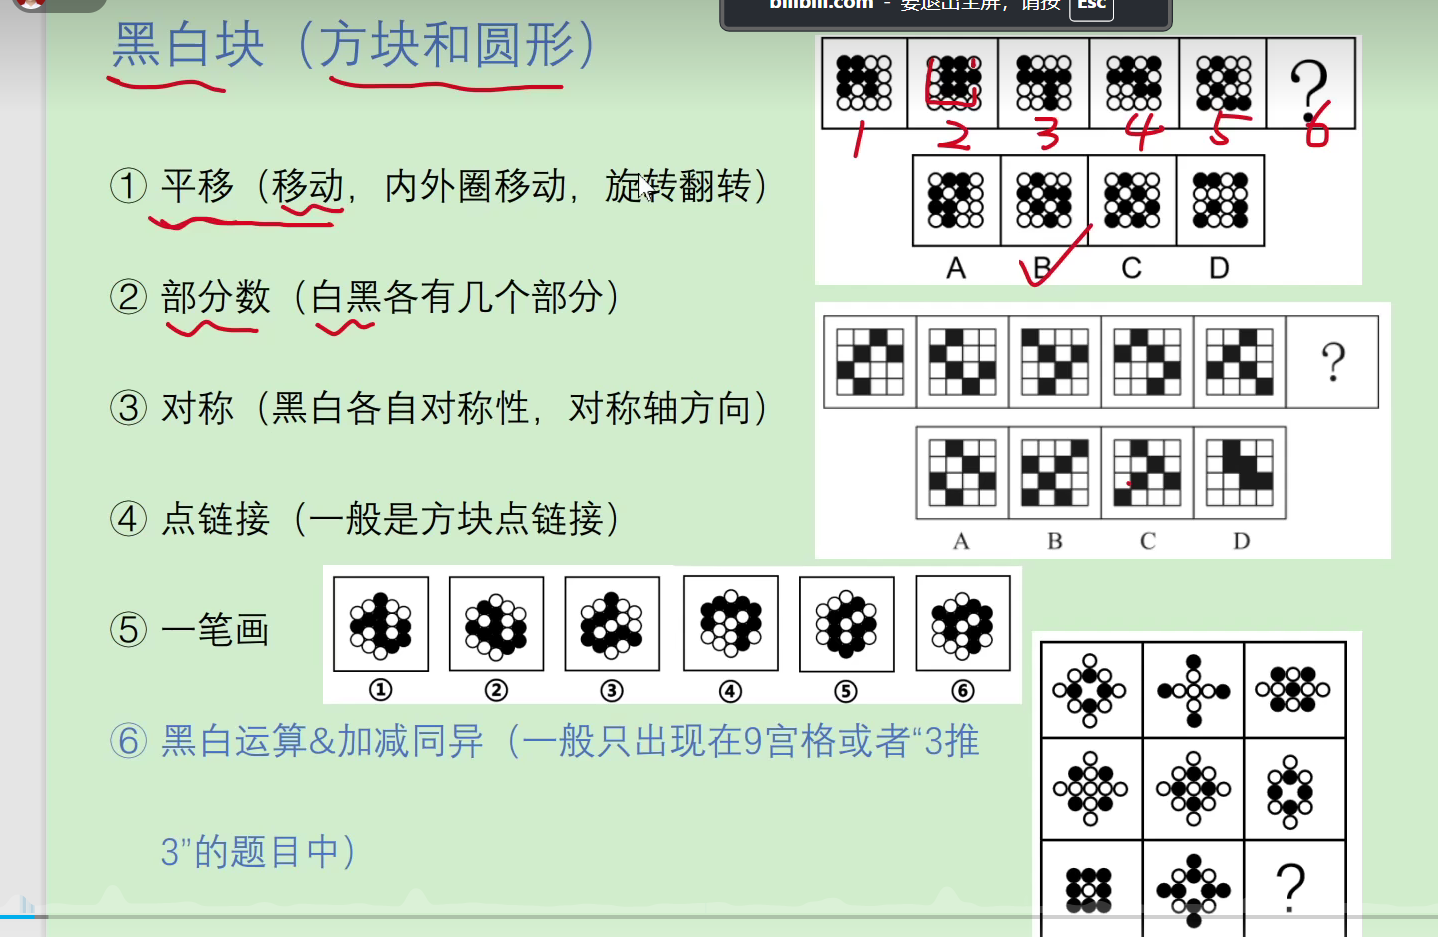 bilibili.com - 要退出全屏，请按 Esc
黑白块（方块和圆形）
① 平移（移动，内外圈移动，旋转翻转）
② 部分数（白黑各有几个部分）
③ 对称（黑白各自对称性，对称轴方向）
④ 点链接（一般是方块点链接）
⑤ 一笔画
① ② ③ ④ ⑤ ⑥
⑥ 黑白运算&加减同异（一般只出现在9宫格或者“3推
3”的题目中）
?
1 2 3 4 5 6
A B C D
?
A B C D
?